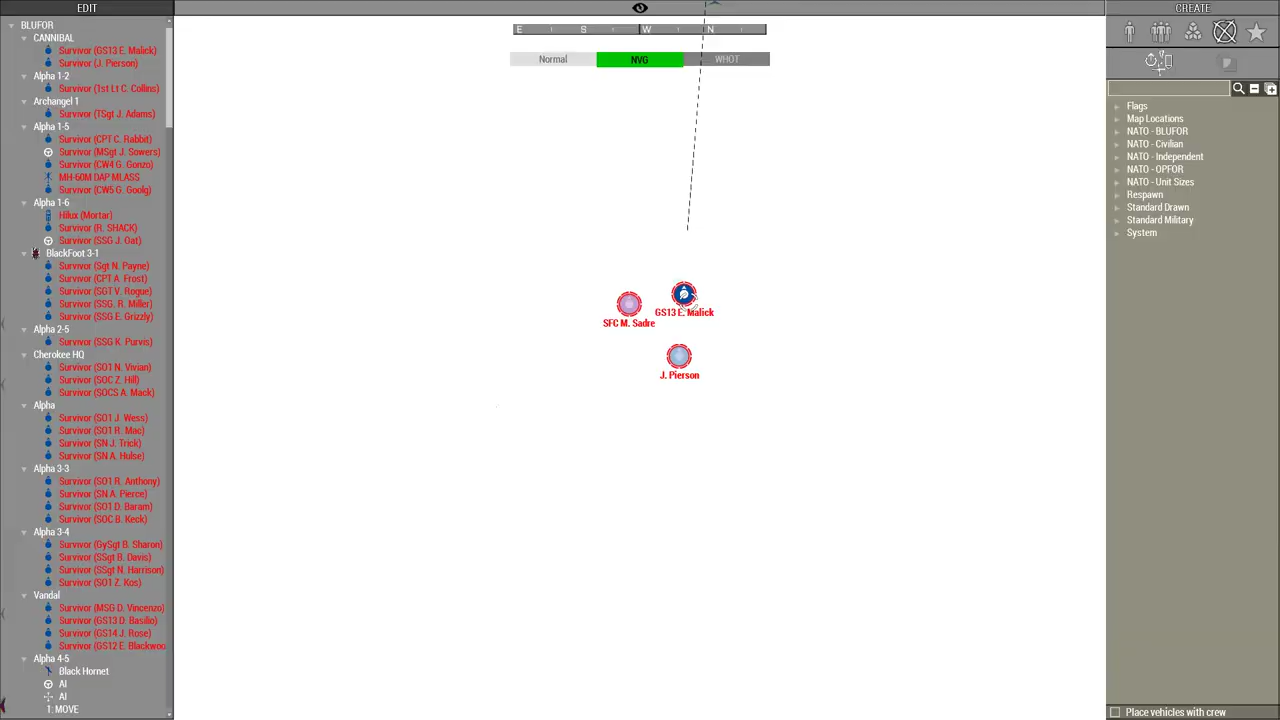 EDIT
BLUFOR
CANNIBAL
Survivor (GS13 E. Malick)
Survivor (J. Pierson)
Alpha 1-2
Survivor (1st Lt C. Collins)
Archangel 1
Survivor (TSgt J. Adams)
Alpha 1-5
Survivor (CPT C. Rabbit)
Survivor (MSgt J. Sowers)
Survivor (CW4 G. Gonzo)
MH-60M DAP MLASS
Survivor (CW5 G. Goolg)
Alpha 1-6
Hilux (Mortar)
Survivor (R. SHACK)
Survivor (SSG J. Oat)
BlackFoot 3-1
Survivor (Sgt N. Payne)
Survivor (CPT A. Frost)
Survivor (SGT V. Rogue)
Survivor (SSG. R. Miller)
Survivor (SSG E. Grizzly)
Alpha 2-5
Survivor (SSG K. Purvis)
Cherokee HQ
Survivor (SO1 N. Vivian)
Survivor (SOC Z. Hill)
Survivor (SOCS A. Mack)
Alpha
Survivor (SO1 J. Wess)
Survivor (SO1 R. Mac)
Survivor (SN J. Trick)
Survivor (SN A. Hulse)
Alpha 3-3
Survivor (SO1 R. Anthony)
Survivor (SN A. Pierce)
Survivor (SO1 D. Baram)
Survivor (SOC B. Keck)
Alpha 3-4
Survivor (GySgt B. Sharon)
Survivor (SSgt B. Davis)
Survivor (SSgt N. Harrison)
Survivor (SO1 Z. Kos)
Vandal
Survivor (MSG D. Vincenzo)
Survivor (GS13 D. Basilio)
Survivor (GS14 J. Rose)
Survivor (GS12 E. Blackwoo
Alpha 4-5
Black Hornet
AI
AI
1: MOVE
E S W N
Normal NVG WHOT
SFC M. Sadre
GS13 E. Malick
J. Pierson
CREATE
Flags
Map Locations
NATO - BLUFOR
NATO - Civilian
NATO - Independent
NATO - OPFOR
NATO - Unit Sizes
Respawn
Standard Drawn
Standard Military
System
Place vehicles with crew